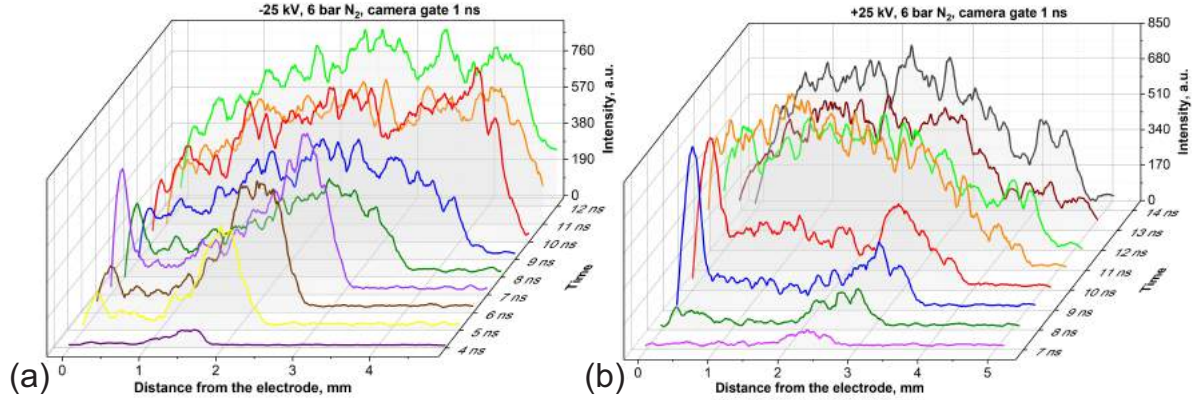 -25 kV, 6 bar N₂, camera gate 1 ns
760
570
380
190
0
Intensity, a.u.
12 ns
11 ns
10 ns
9 ns
8 ns
7 ns
6 ns
5 ns
4 ns
Time
0
1
2
3
4
Distance from the electrode, mm
(a)
+25 kV, 6 bar N₂, camera gate 1 ns
850
680
510
340
170
0
Intensity, a.u.
14 ns
13 ns
12 ns
11 ns
10 ns
9 ns
8 ns
7 ns
Time
0
1
2
3
4
5
Distance from the electrode, mm
(b)